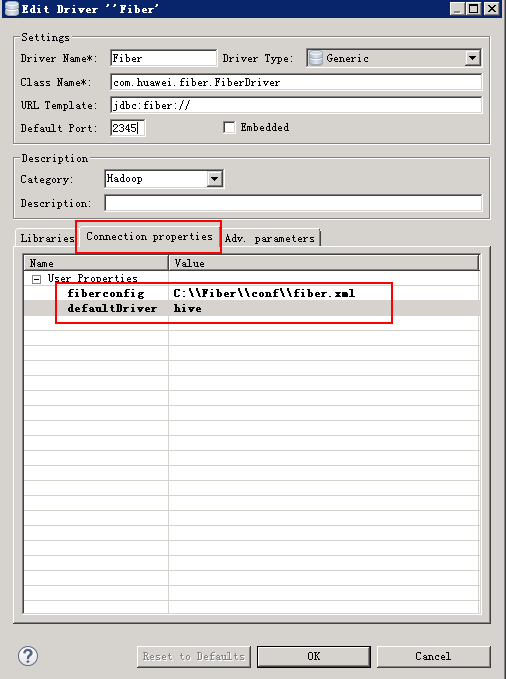 Edit Driver ''Fiber'
Settings
Driver Name*: Fiber Driver Type: Generic
Class Name*: com.huawei.fiber.FiberDriver
URL Template: jdbc:fiber://
Default Port: 2345 Embedded
Description
Category: Hadoop
Description:
Libraries Connection properties Adv. parameters
Name Value
User Properties
fiberconfig C:\\Fiber\\conf\\fiber.xml
defaultDriver hive
? Reset to Defaults OK Cancel